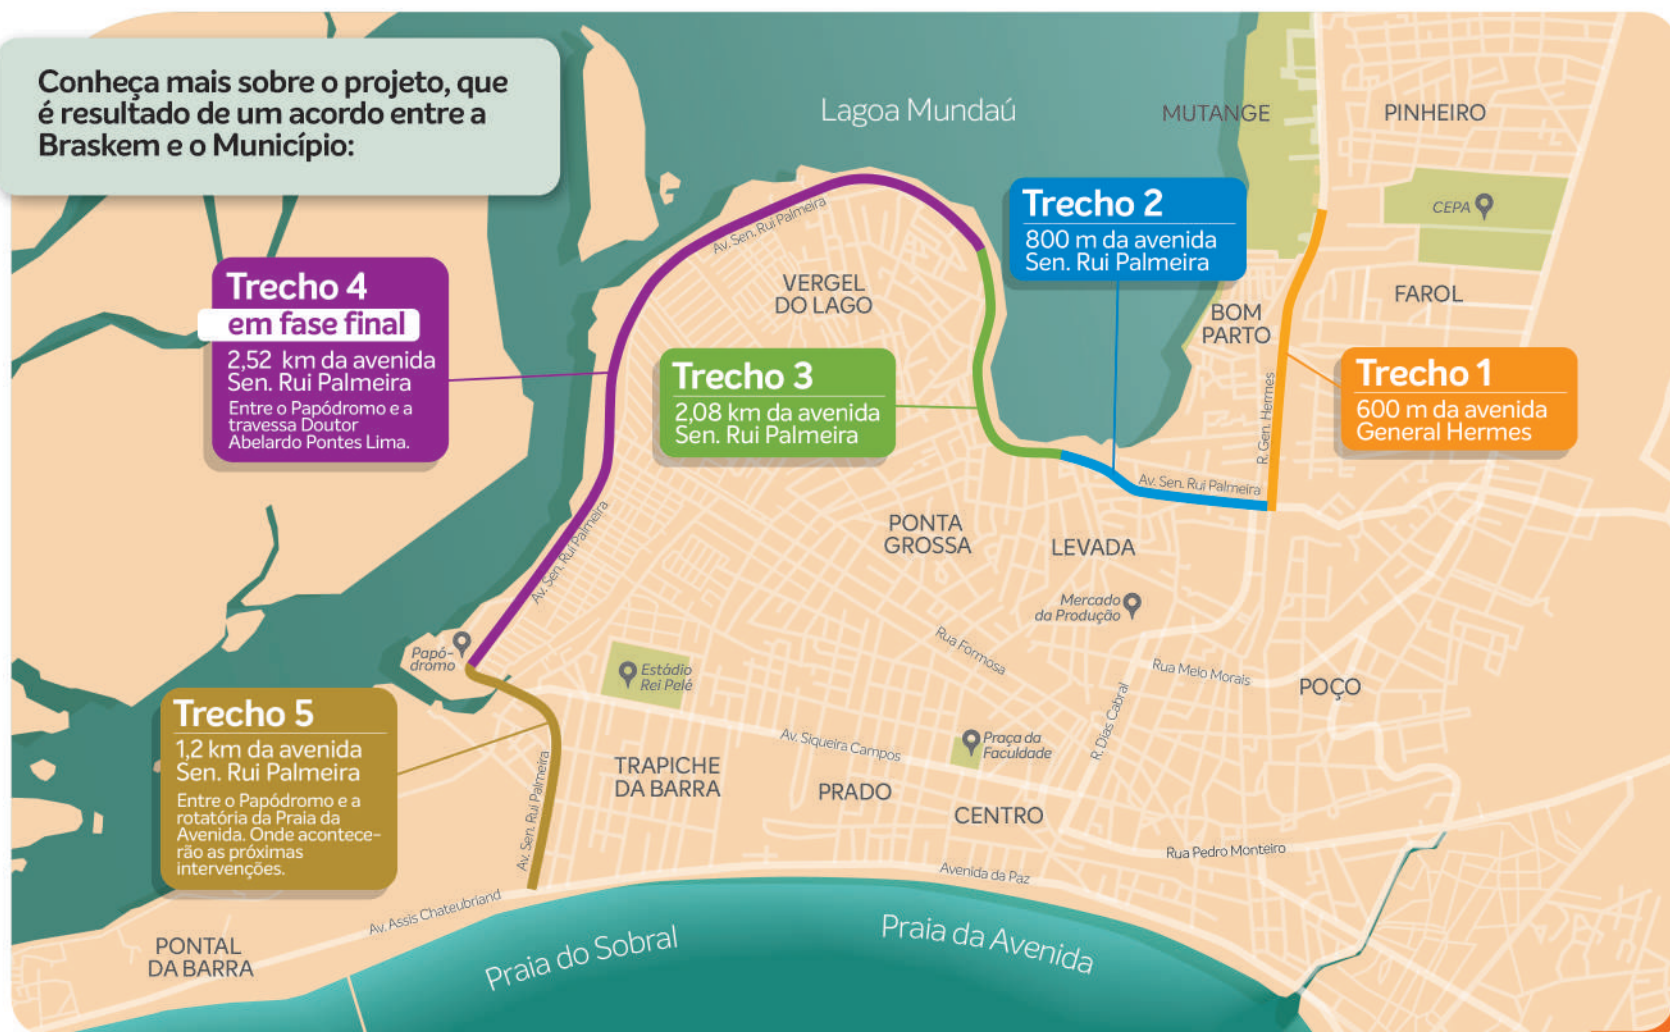 Conheça mais sobre o projeto, que
é resultado de um acordo entre a
Braskem e o Município:
Lagoa Mundaú
MUTANGE
PINHEIRO
CEPA
Trecho 2
800 m da avenida
Sen. Rui Palmeira
Av. Sen. Rui Palmeira
VERGEL
DO LAGO
FAROL
BOM
PARTO
Trecho 4
em fase final
2,52 km da avenida
Sen. Rui Palmeira
Entre o Papódromo e a
travessa Doutor
Abelardo Pontes Lima.
Trecho 3
2,08 km da avenida
Sen. Rui Palmeira
Trecho 1
600 m da avenida
General Hermes
R. Gen. Hermes
Av. Sen. Rui Palmeira
Av. Sen. Rui Palmeira
PONTA
GROSSA
LEVADA
Mercado
da Produção
Rua Formosa
Papó-
dromo
Estádio
Rei Pelé
Rua Melo Morais
POÇO
R. Dias Cabral
Trecho 5
1,2 km da avenida
Sen. Rui Palmeira
Entre o Papódromo e a
rotatória da Praia da
Avenida. Onde acontece-
rão as próximas
intervenções.
Av. Sen. Rui Palmeira
TRAPICHE
DA BARRA
Av. Siqueira Campos
Praça da
Faculdade
PRADO
CENTRO
Rua Pedro Monteiro
Avenida da Paz
Av. Assis Chateubriand
PONTAL
DA BARRA
Praia do Sobral
Praia da Avenida